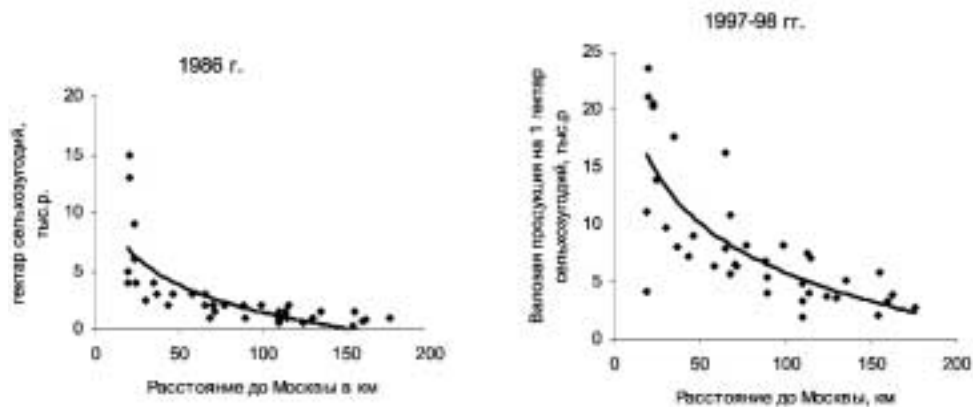 1986 г.
гектар сельхозугодий,
тыс.р.
20
15
10
5
0
0 50 100 150 200
Расстояние до Москвы в км
1997-98 гг.
Валовая продукция на 1 гектар
сельхозугодий, тыс.р
25
20
15
10
5
0
0 50 100 150 200
Расстояние до Москвы, км